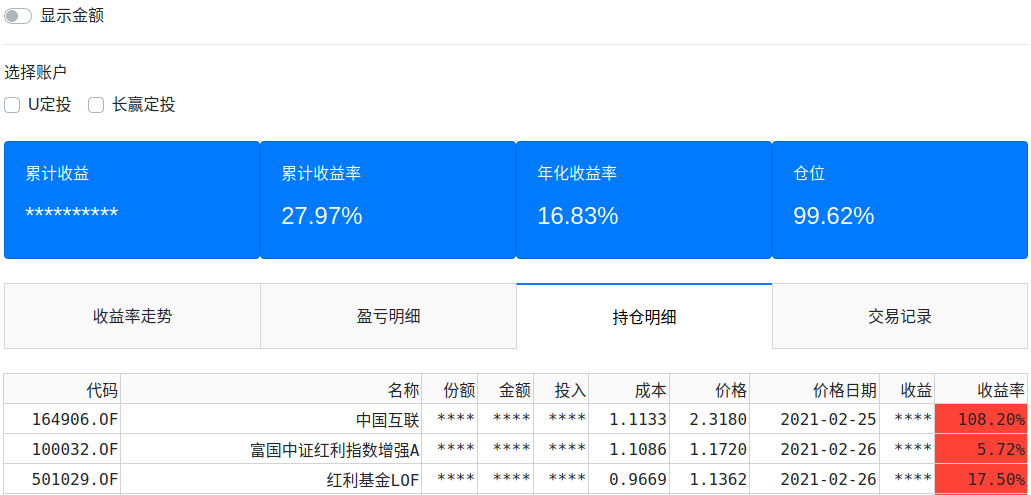 显示金额
选择账户
U定投 长赢定投
累计收益 累计收益率 年化收益率 仓位
********** 27.97% 16.83% 99.62%
收益率走势 盈亏明细 持仓明细 交易记录
代码 名称 份额 金额 投入 成本 价格 价格日期 收益 收益率
164906.OF 中国互联 **** **** **** 1.1133 2.3180 2021-02-25 **** 108.20%
100032.OF 富国中证红利指数增强A **** **** **** 1.1086 1.1720 2021-02-26 **** 5.72%
501029.OF 红利基金LOF **** **** **** 0.9669 1.1362 2021-02-26 **** 17.50%